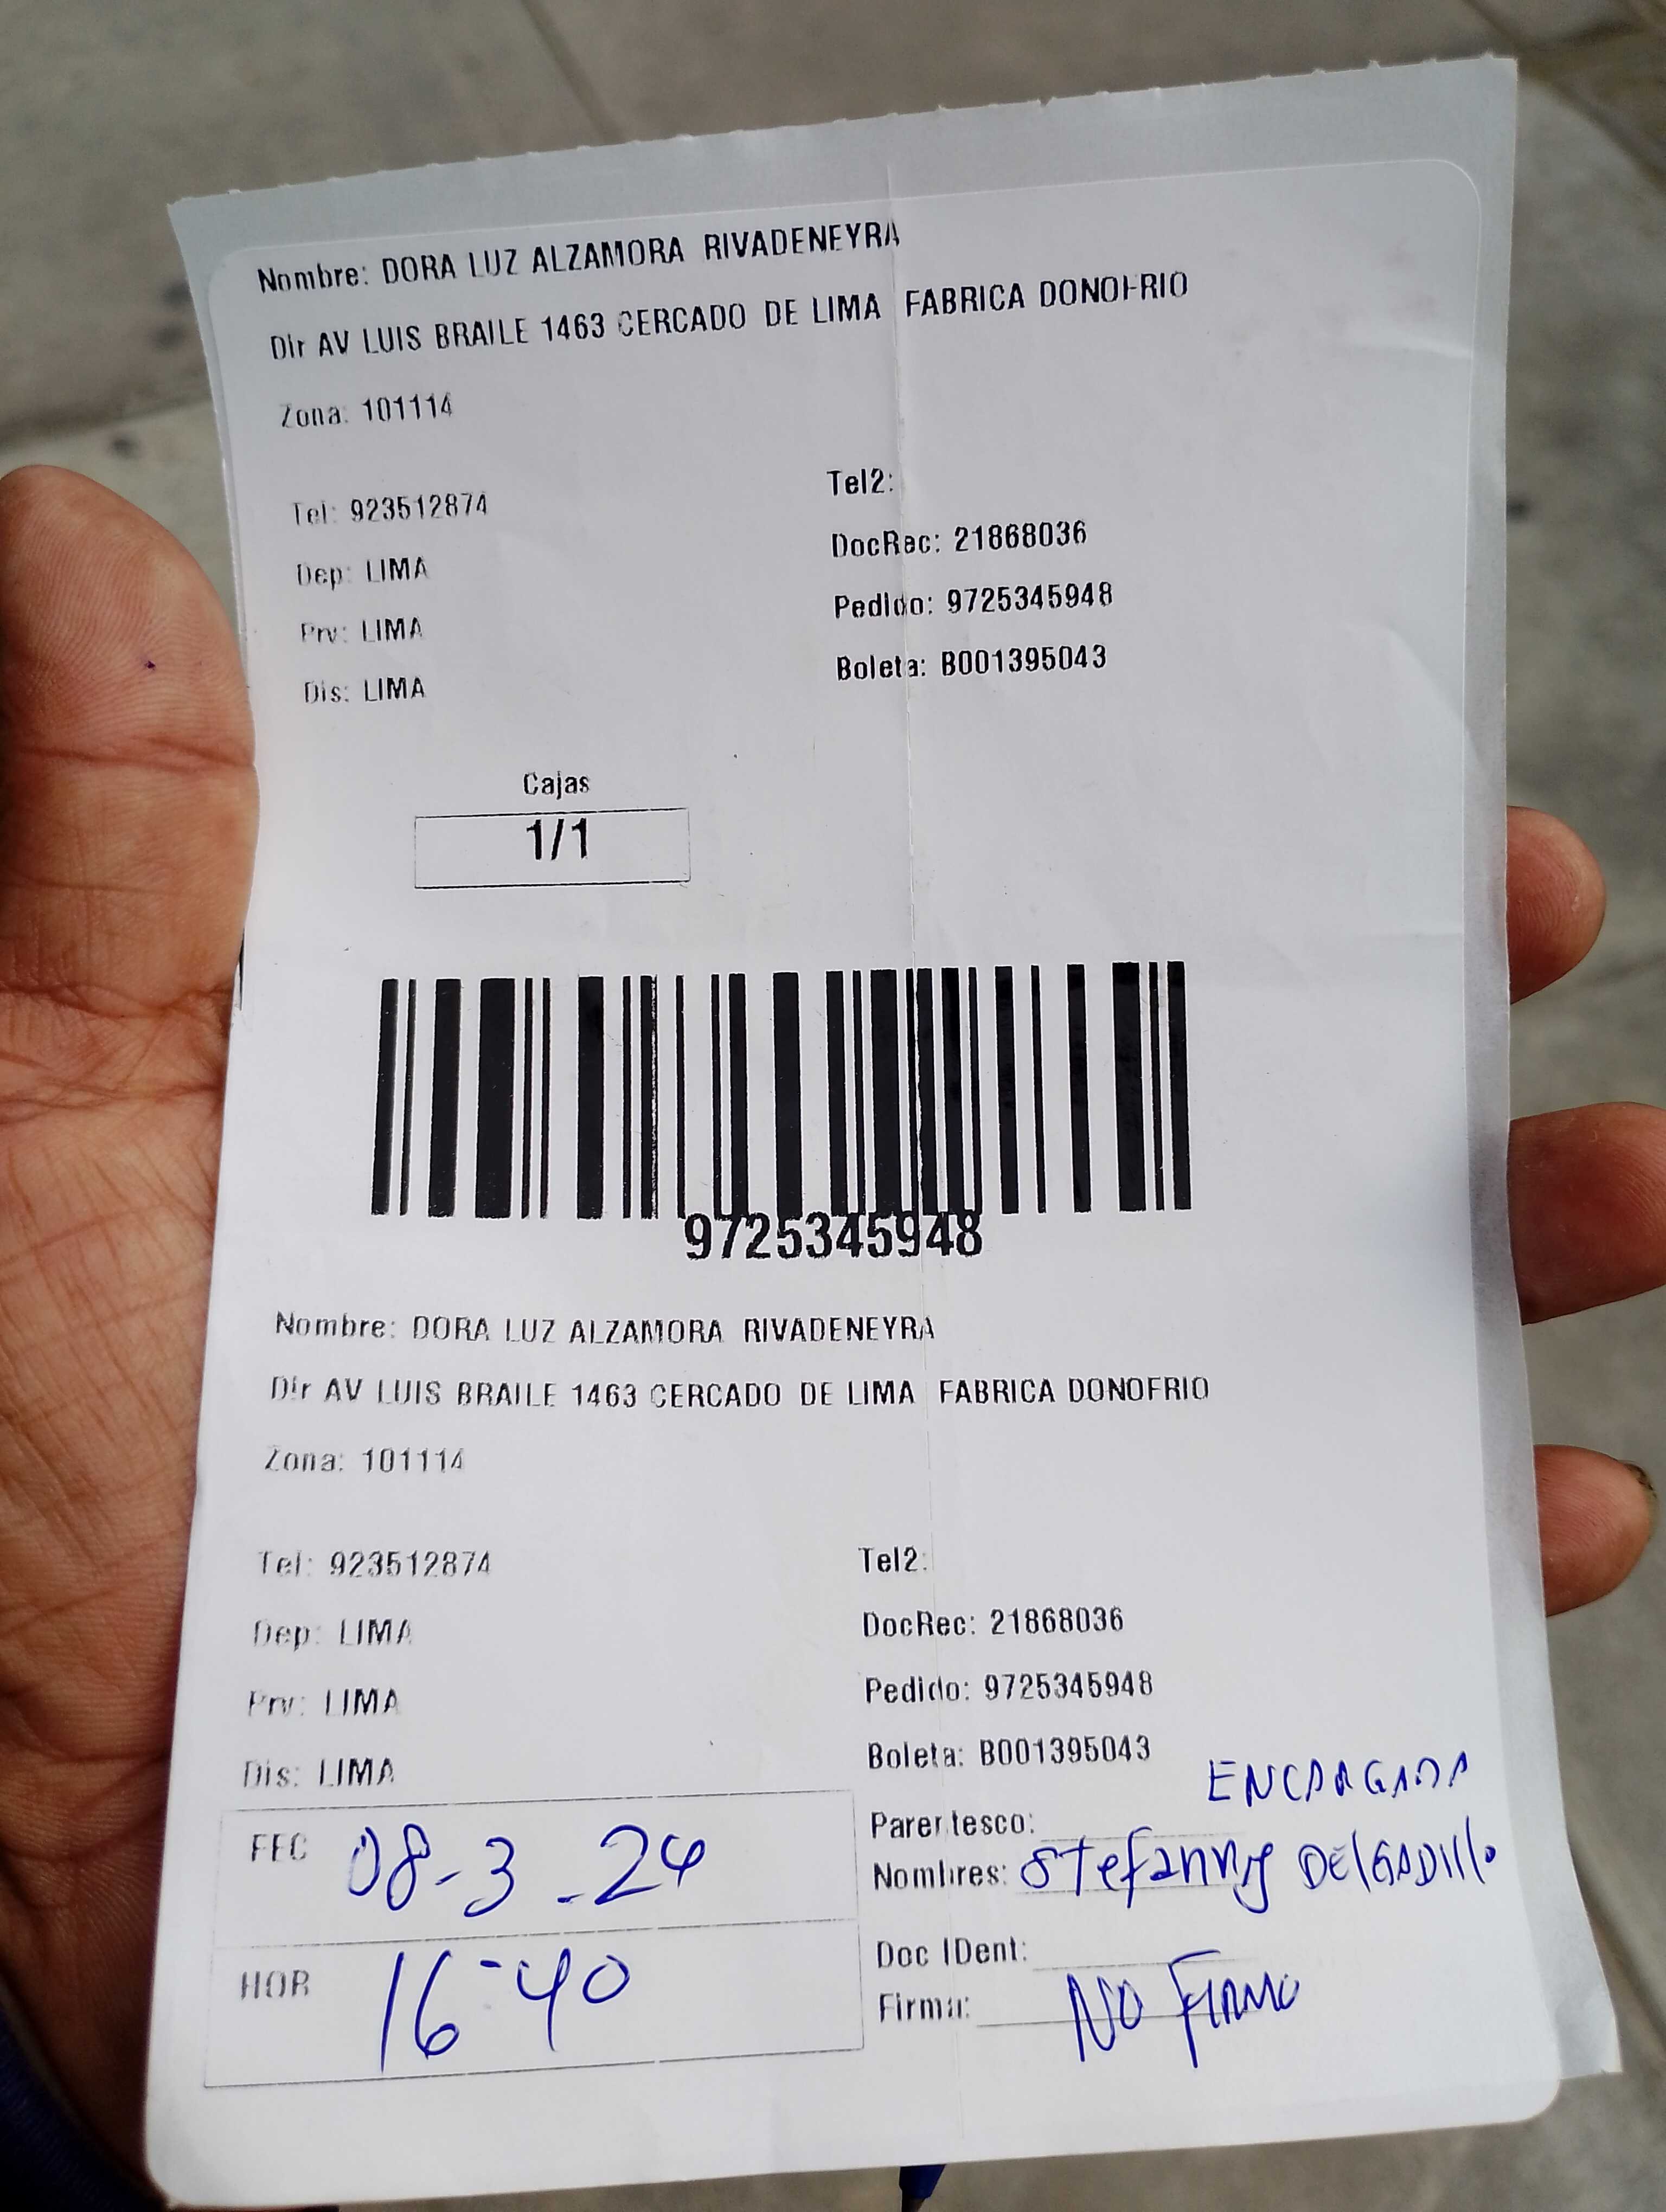 Nombre: DORA LUZ ALZAMORA RIVADENEYRA
Dir AV LUIS BRAILE 1463 CERCADO DE LIMA FABRICA DONOFRIO
Zona: 101114
Tel: 923512874 Tel2:
Dep: LIMA DocRec: 21868036
Prv: LIMA Pedido: 9725345948
Dis: LIMA Boleta: B001395043
Cajas
1/1
9725345948
Nombre: DORA LUZ ALZAMORA RIVADENEYRA
Dir AV LUIS BRAILE 1463 CERCADO DE LIMA FABRICA DONOFRIO
Zona: 101114
Tel: 923512874 Tel2:
Dep: LIMA DocRec: 21868036
Prv: LIMA Pedido: 9725345948
Dis: LIMA Boleta: B001395043
FEC 08-3-24
HOR 16-40
Parentesco: ENCARGADA
Nombres: Stefanny DELGADILLO
Doc IDent:
Firma: NO FIRMO